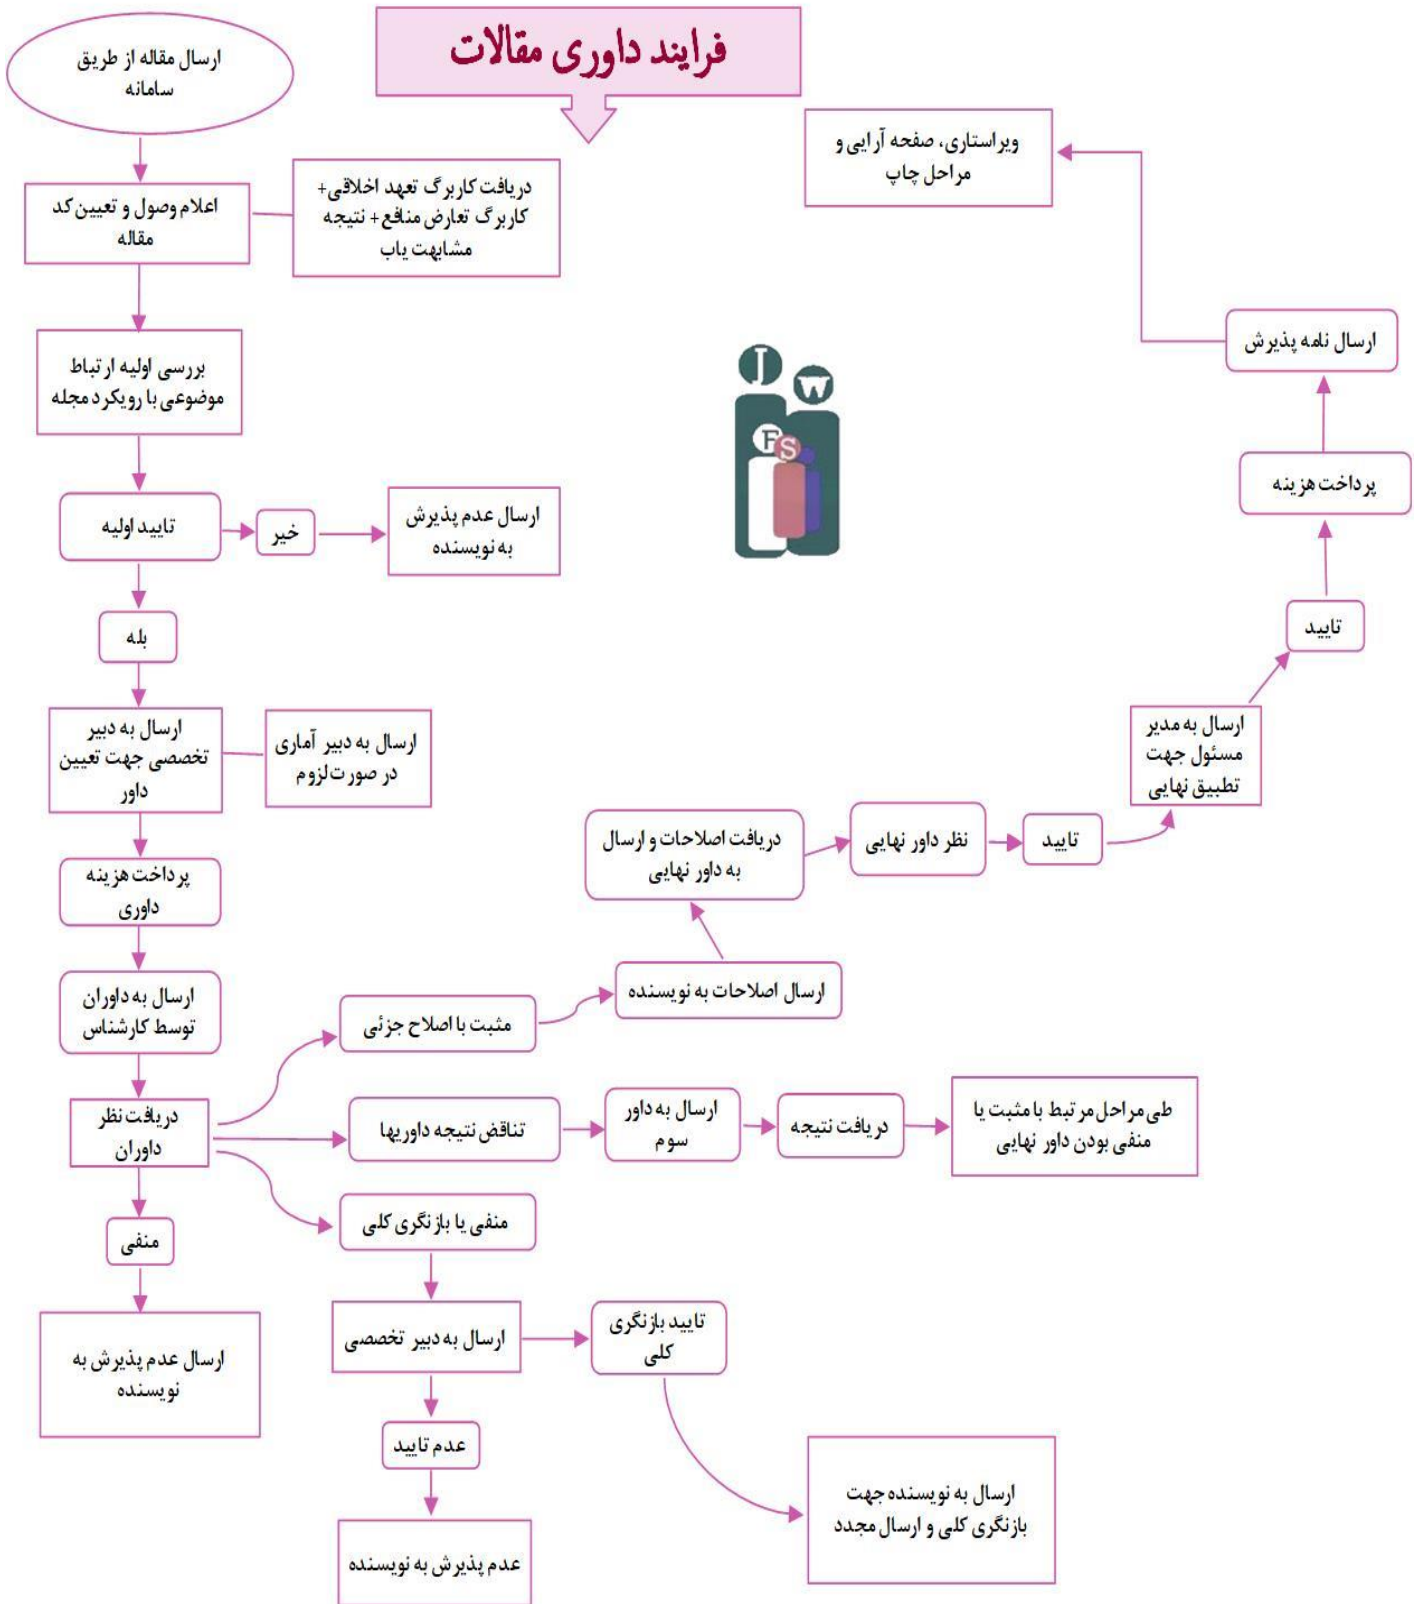 فرایند داوری مقالات
ارسال مقاله از طریق
سامانه
اعلام وصول و تعیین کد
مقاله
دریافت کاربرگ تعهد اخلاقی+
کاربرگ تعارض منافع+ نتیجه
مشابهت یاب
بررسی اولیه ارتباط
موضوعی با رویکرد مجله
تایید اولیه
خیر
ارسال عدم پذیرش
به نویسنده
بله
ارسال به دبیر
تخصصی جهت تعیین
داور
ارسال به دبیر آماری
در صورت لزوم
پرداخت هزینه
داوری
ارسال به داوران
توسط کارشناس
دریافت نظر
داوران
منفی
ارسال عدم پذیرش به
نویسنده
مثبت با اصلاح جزئی
ارسال اصلاحات به نویسنده
دریافت اصلاحات و ارسال
به داور نهایی
نظر داور نهایی
تایید
ارسال به مدیر
مسئول جهت
تطبیق نهایی
تایید
پرداخت هزینه
ارسال نامه پذیرش
ویراستاری، صفحه آرایی و
مراحل چاپ
تناقض نتیجه داوریها
ارسال به داور
سوم
دریافت نتیجه
طی مراحل مرتبط با مثبت یا
منفی بودن داور نهایی
منفی یا بازنگری کلی
ارسال به دبیر تخصصی
تایید بازنگری
کلی
ارسال به نویسنده جهت
بازنگری کلی و ارسال مجدد
عدم تایید
عدم پذیرش به نویسنده
J
W
F
S